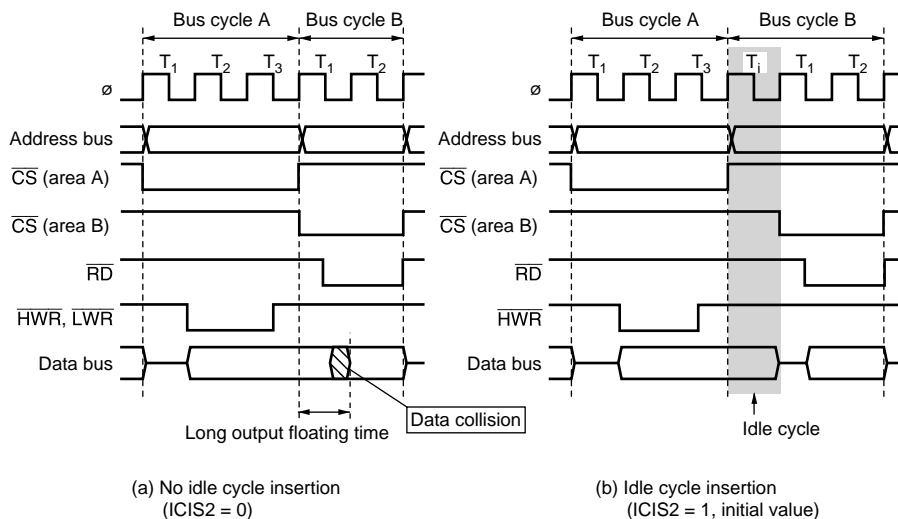 Bus cycle A Bus cycle B
T1 T2 T3 T1 T2
ø
Address bus
CS (area A)
CS (area B)
RD
HWR, LWR
Data bus
Data collision
Long output floating time
(a) No idle cycle insertion
(ICIS2 = 0)
Bus cycle A Bus cycle B
T1 T2 T3 Ti T1 T2
ø
Address bus
CS (area A)
CS (area B)
RD
HWR
Data bus
Idle cycle
(b) Idle cycle insertion
(ICIS2 = 1, initial value)